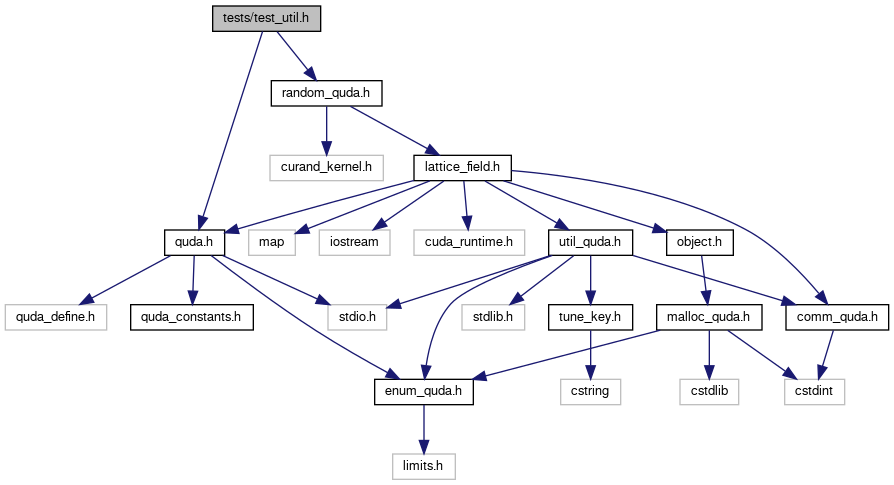 tests/test_util.h
random_quda.h
curand_kernel.h
lattice_field.h
quda.h
map
iostream
cuda_runtime.h
util_quda.h
object.h
quda_define.h
quda_constants.h
stdio.h
stdlib.h
tune_key.h
malloc_quda.h
comm_quda.h
enum_quda.h
cstring
cstdlib
cstdint
limits.h